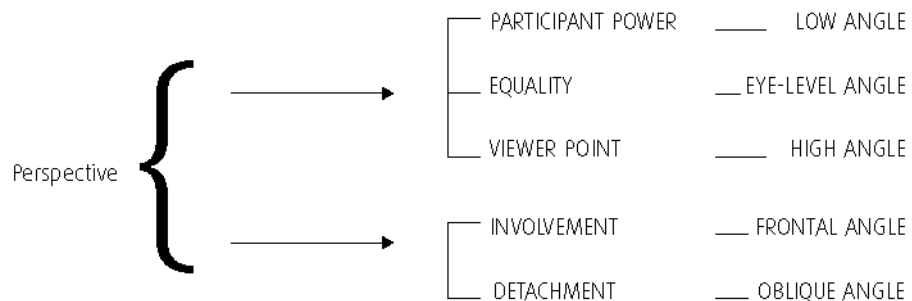 PARTICIPANT POWER LOW ANGLE
EQUALITY EYE-LEVEL ANGLE
VIEWER POINT HIGH ANGLE
Perspective
INVOLVEMENT FRONTAL ANGLE
DETACHMENT OBLIQUE ANGLE